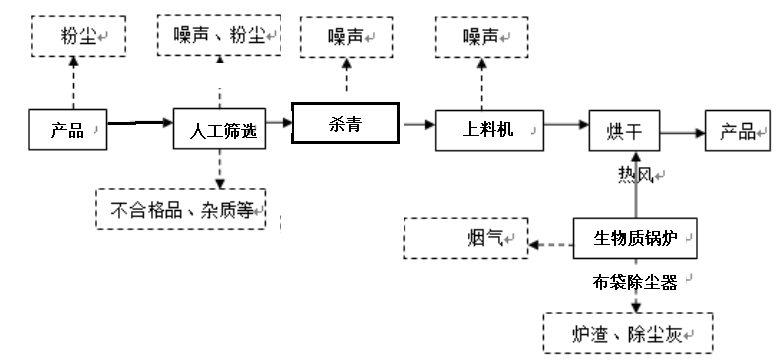 粉尘
噪声、粉尘
噪声
噪声
产品
人工筛选
杀青
上料机
烘干
产品
热风
不合格品、杂质等
烟气
生物质锅炉
布袋除尘器
炉渣、除尘灰